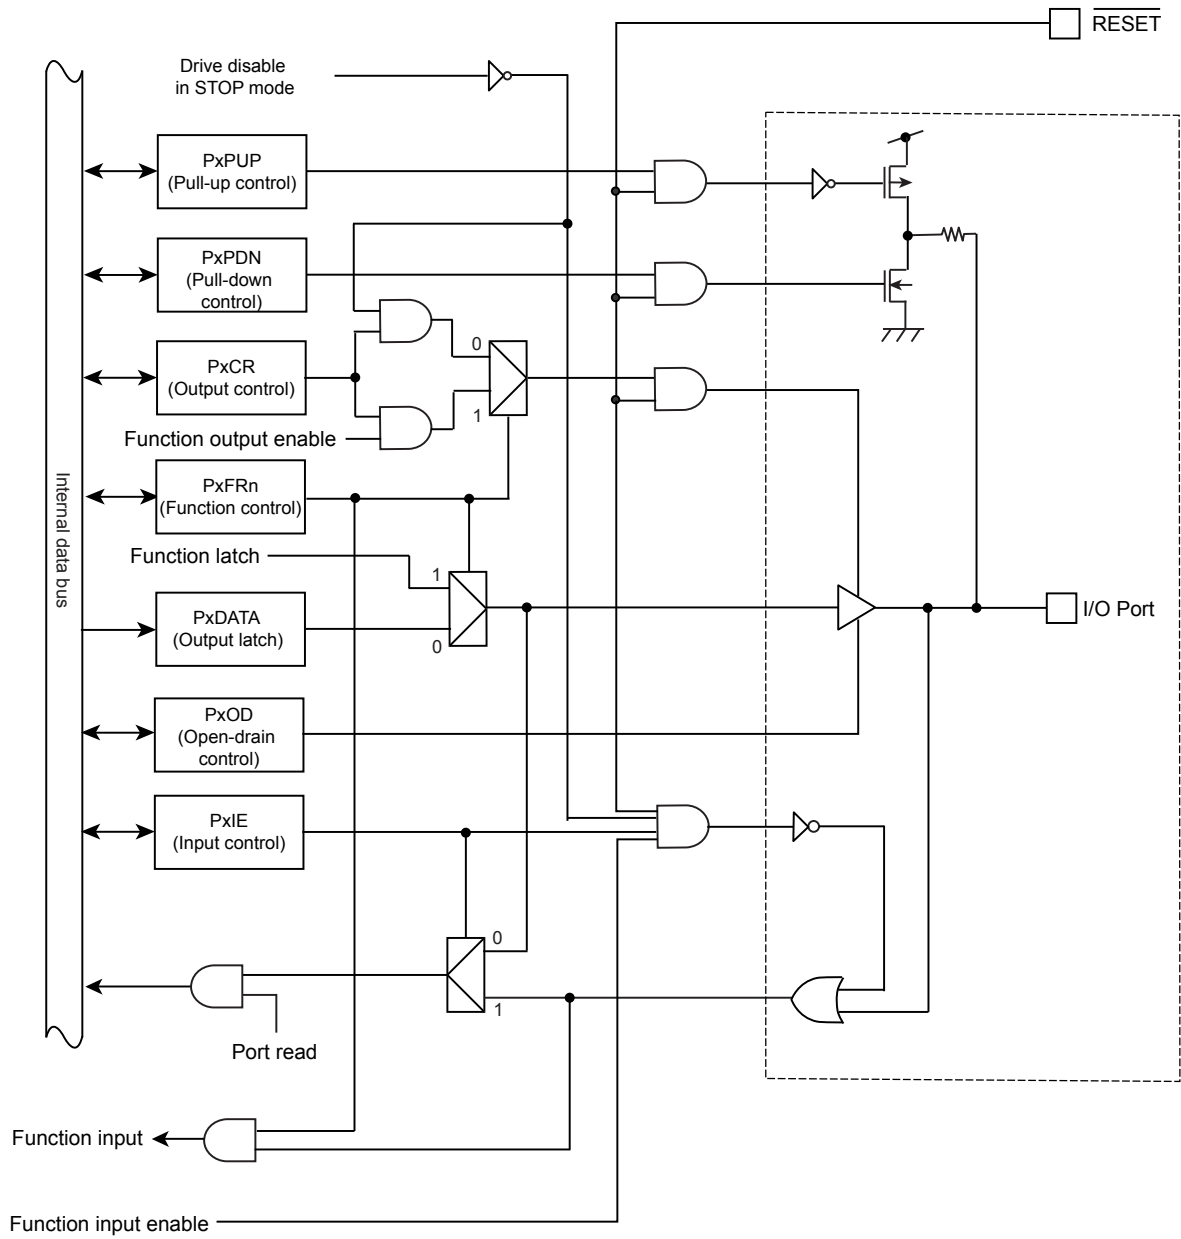 RESET
Drive disable
in STOP mode
PxPUP
(Pull-up control)
PxPDN
(Pull-down
control)
PxCR
(Output control)
0
1
Function output enable
PxFRn
(Function control)
Internal data bus
Function latch
1
PxDATA
(Output latch)
0
I/O Port
PxOD
(Open-drain
control)
PxIE
(Input control)
0
1
Port read
Function input
Function input enable